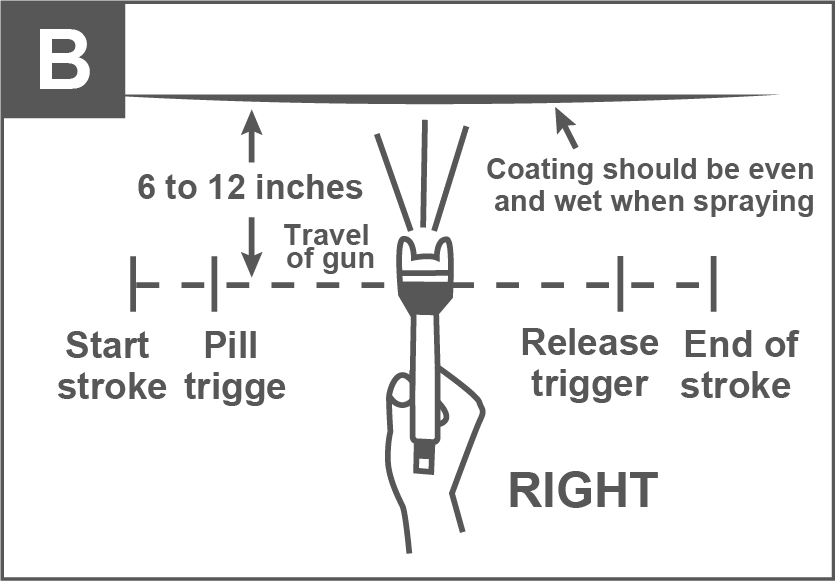 B
6 to 12 inches
Coating should be even
and wet when spraying
Travel
of gun
Start
stroke
Pill
trigge
Release
trigger
End of
stroke
RIGHT